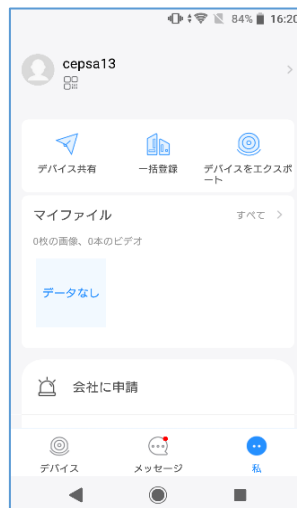 84% 16:20
cepsa13
デバイス共有
一括登録
デバイスをエクスポ
ート
マイファイル
すべて
0枚の画像、0本のビデオ
データなし
会社に申請
デバイス
メッセージ
私